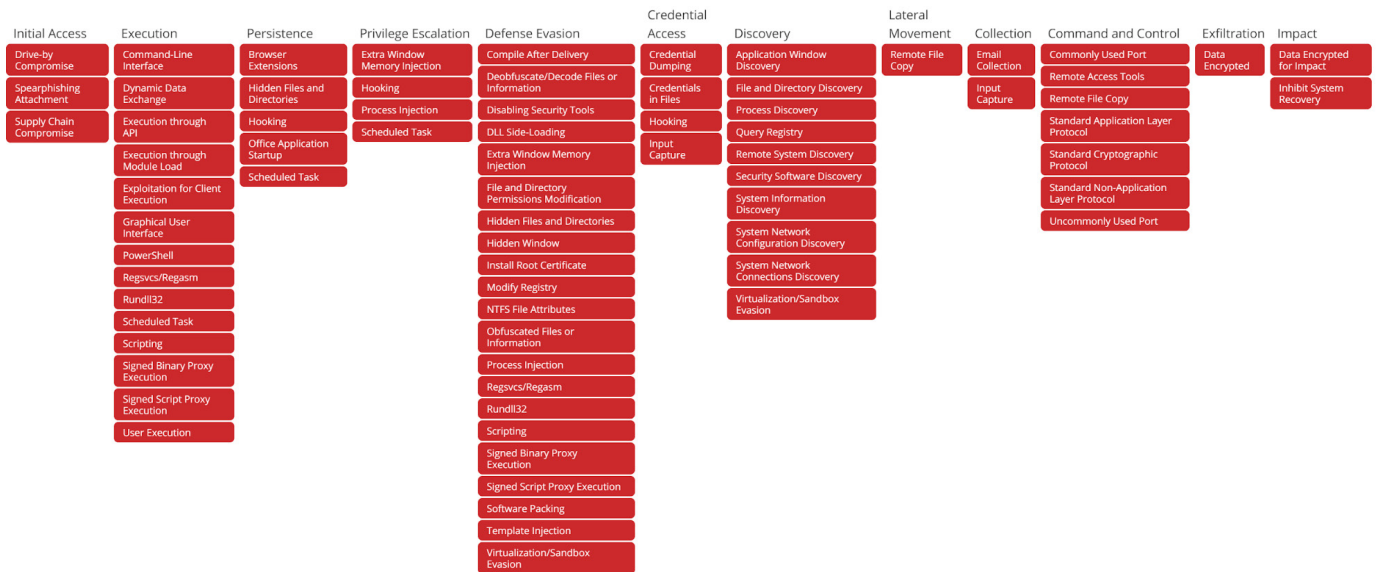 Initial Access
Drive-by
Compromise
Spearphishing
Attachment
Supply Chain
Compromise
Execution
Command-Line
Interface
Dynamic Data
Exchange
Execution through
API
Execution through
Module Load
Exploitation for Client
Execution
Graphical User
Interface
PowerShell
Regsvcs/Regasm
Rundll32
Scheduled Task
Scripting
Signed Binary Proxy
Execution
Signed Script Proxy
Execution
User Execution
Persistence
Browser
Extensions
Hidden Files and
Directories
Hooking
Office Application
Startup
Scheduled Task
Privilege Escalation
Extra Window
Memory Injection
Hooking
Process Injection
Scheduled Task
Defense Evasion
Compile After Delivery
Deobfuscate/Decode Files or
Information
Disabling Security Tools
DLL Side-Loading
Extra Window Memory
Injection
File and Directory
Permissions Modification
Hidden Files and Directories
Hidden Window
Install Root Certificate
Modify Registry
NTFS File Attributes
Obfuscated Files or
Information
Process Injection
Regsvcs/Regasm
Rundll32
Scripting
Signed Binary Proxy
Execution
Signed Script Proxy Execution
Software Packing
Template Injection
Virtualization/Sandbox
Evasion
Credential
Access
Credential
Dumping
Credentials
in Files
Hooking
Input
Capture
Discovery
Application Window
Discovery
File and Directory Discovery
Process Discovery
Query Registry
Remote System Discovery
Security Software Discovery
System Information
Discovery
System Network
Configuration Discovery
System Network
Connections Discovery
Virtualization/Sandbox
Evasion
Lateral
Movement
Remote File
Copy
Collection
Email
Collection
Input
Capture
Command and Control
Commonly Used Port
Remote Access Tools
Remote File Copy
Standard Application Layer
Protocol
Standard Cryptographic
Protocol
Standard Non-Application
Layer Protocol
Uncommonly Used Port
Exfiltration
Data
Encrypted
Impact
Data Encrypted
for Impact
Inhibit System
Recovery